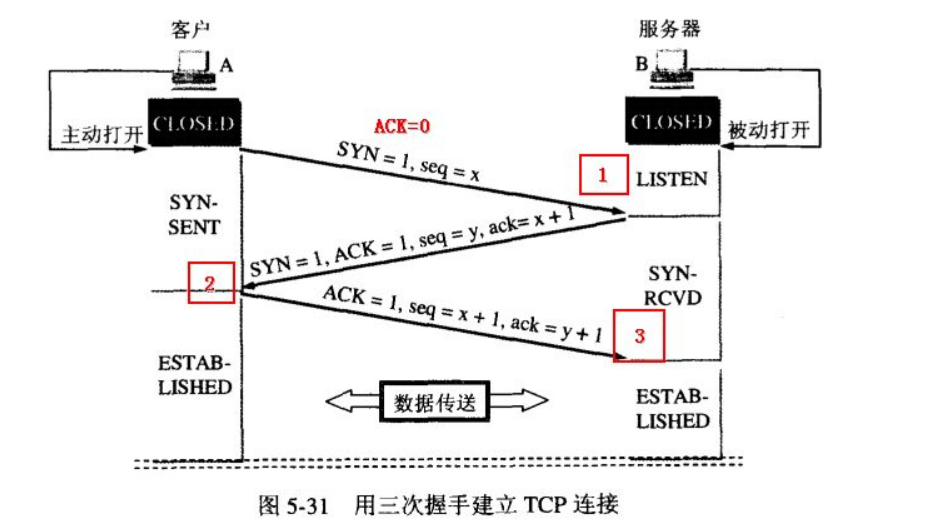 客户
服务器
A
B
CLOSED
CLOSED
主动打开
被动打开
ACK=0
SYN = 1, seq = x
1
LISTEN
SYN-
SENT
SYN = 1, ACK = 1, seq = y, ack= x + 1
2
SYN-
RCVD
ACK = 1, seq = x + 1, ack = y + 1
3
ESTAB-
LISHED
数据传送
ESTAB-
LISHED
图 5-31 用三次握手建立 TCP 连接